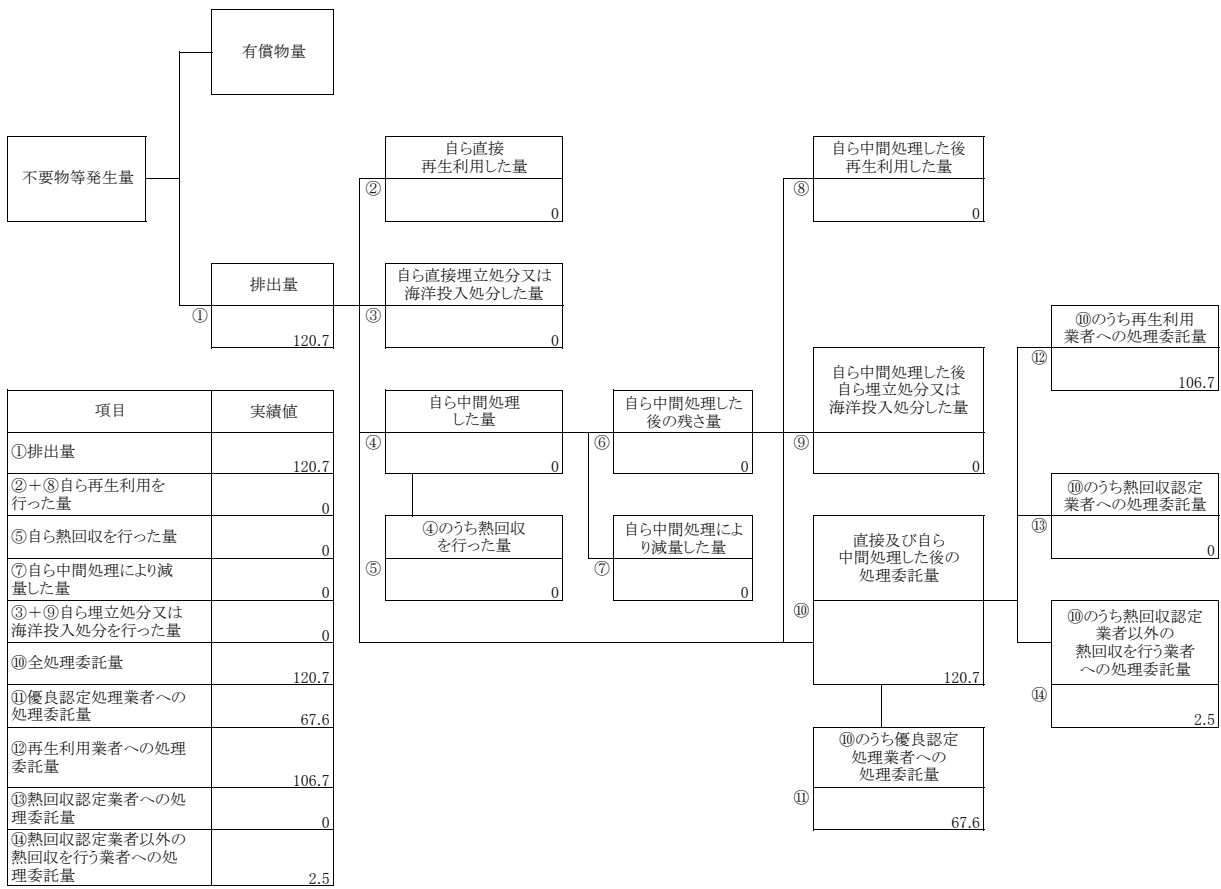 有償物量
不要物等発生量
自ら直接
再生利用した量
②
0
自ら中間処理した後
再生利用した量
⑧
0
排出量
①
120.7
自ら直接埋立処分又は
海洋投入処分した量
③
0
⑩のうち再生利用
業者への処理委託量
⑫
106.7
自ら中間処理
した量
④
0
自ら中間処理した
後の残さ量
⑥
0
自ら中間処理した後
自ら埋立処分又は
海洋投入処分した量
⑨
0
⑩のうち熱回収認定
業者への処理委託量
⑬
0
④のうち熱回収
を行った量
⑤
0
自ら中間処理によ
り減量した量
⑦
0
直接及び自ら
中間処理した後の
処理委託量
⑩
120.7
⑩のうち熱回収認定
業者以外の
熱回収を行う業者
への処理委託量
⑭
2.5
⑩のうち優良認定
処理業者への
処理委託量
⑪
67.6
項目 実績値
①排出量
120.7
②+⑧自ら再生利用を
行った量
0
⑤自ら熱回収を行った量
0
⑦自ら中間処理により減
量した量
0
③+⑨自ら埋立処分又は
海洋投入処分を行った量
0
⑩全処理委託量
120.7
⑪優良認定処理業者への
処理委託量
67.6
⑫再生利用業者への処理
委託量
106.7
⑬熱回収認定業者への処
理委託量
0
⑭熱回収認定業者以外の
熱回収を行う業者への処
理委託量
2.5